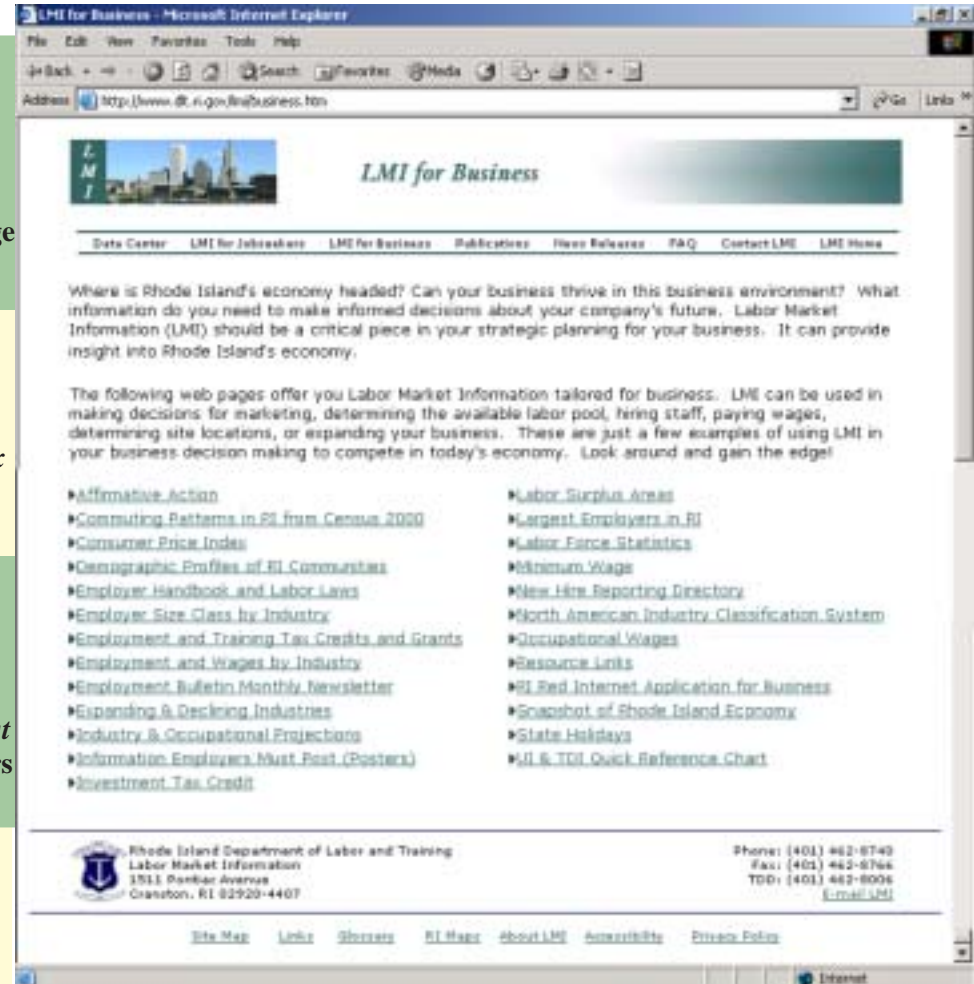 LMI for Business - Microsoft Internet Explorer
File Edit View Favorites Tools Help
Back Search Favorites Media
Address http://www.dlt.ri.gov/lmi/business.htm Go Links
LMI
LMI for Business
Data Center LMI for Jobseekers LMI for Business Publications News Releases FAQ Contact LMI LMI Home
Where is Rhode Island's economy headed? Can your business thrive in this business environment? What
information do you need to make informed decisions about your company's future. Labor Market
Information (LMI) should be a critical piece in your strategic planning for your business. It can provide
insight into Rhode Island's economy.
The following web pages offer you Labor Market Information tailored for business. LMI can be used in
making decisions for marketing, determining the available labor pool, hiring staff, paying wages,
determining site locations, or expanding your business. These are just a few examples of using LMI in
your business decision making to compete in today's economy. Look around and gain the edge!
Affirmative Action
Commuting Patterns in RI from Census 2000
Consumer Price Index
Demographic Profiles of RI Communities
Employer Handbook and Labor Laws
Employer Size Class by Industry
Employment and Training Tax Credits and Grants
Employment and Wages by Industry
Employment Bulletin Monthly Newsletter
Expanding & Declining Industries
Industry & Occupational Projections
Information Employers Must Post (Posters)
Investment Tax Credit
Labor Surplus Areas
Largest Employers in RI
Labor Force Statistics
Minimum Wage
New Hire Reporting Directory
North American Industry Classification System
Occupational Wages
Resource Links
RI Red Internet Application for Business
Snapshot of Rhode Island Economy
State Holidays
UI & TDI Quick Reference Chart
Rhode Island Department of Labor and Training
Labor Market Information
1511 Pontiac Avenue
Cranston, RI 02920-4407
Phone: (401) 462-8740
Fax: (401) 462-8766
TDD: (401) 462-8006
E-mail LMI
Site Map Links Glossary RI Maps About LMI Accessibility Privacy Policy
Internet